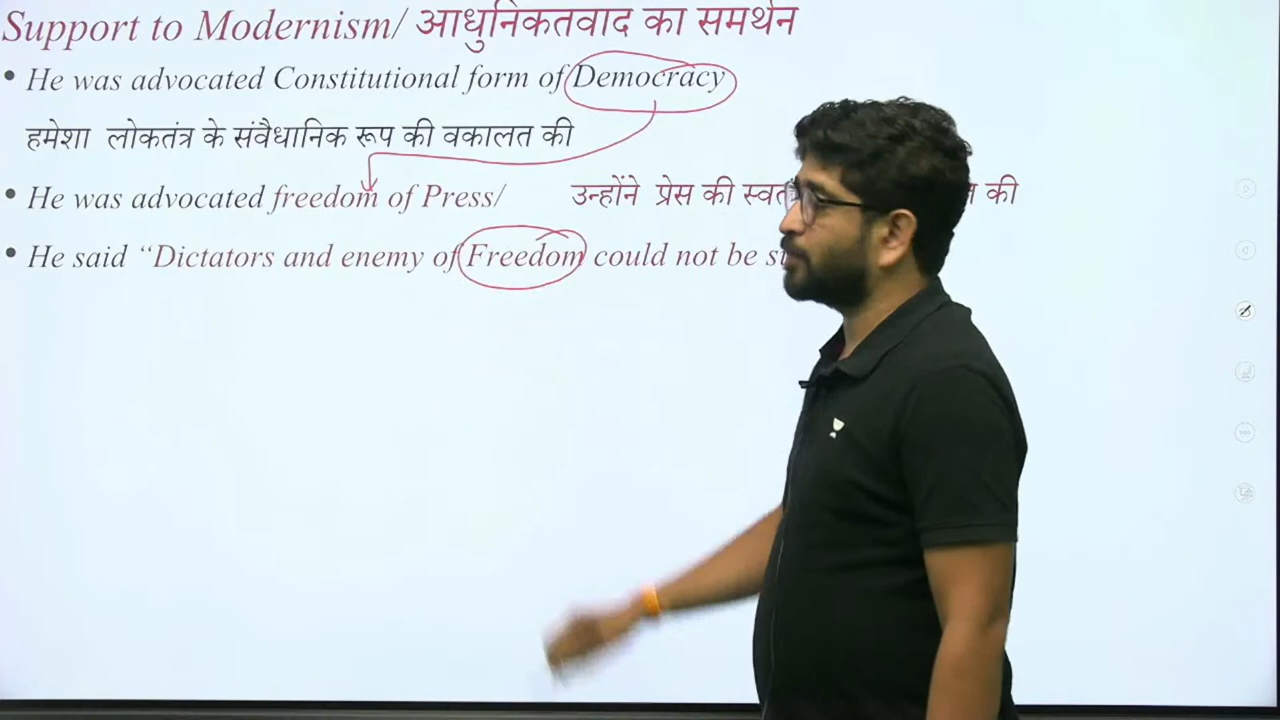 Support to Modernism/ आधुनिकतवाद का समर्थन
• He was advocated Constitutional form of Democracy
हमेशा लोकतंत्र के संवैधानिक रूप की वकालत की
• He was advocated freedom of Press/ उन्होंने प्रेस की की
• He said “Dictators and enemy of Freedom could not be